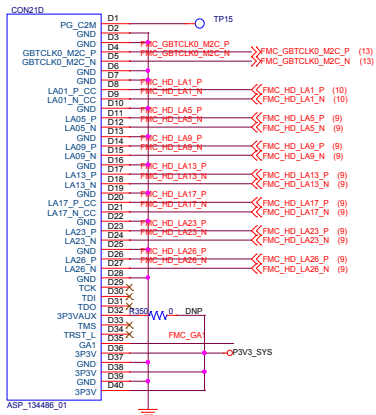 CON21D
PG_C2M D1 TP15
GND D2
GND D3
GBTCLK0_M2C_P D4 FMC_GBTCLK0_M2C_P FMC_GBTCLK0_M2C_P (13)
GBTCLK0_M2C_N D5 FMC_GBTCLK0_M2C_N FMC_GBTCLK0_M2C_N (13)
GND D6
GND D7
LA01_P_CC D8 FMC_HD_LA1_P FMC_HD_LA1_P (10)
LA01_N_CC D9 FMC_HD_LA1_N FMC_HD_LA1_N (10)
GND D10
LA05_P D11 FMC_HD_LA5_P FMC_HD_LA5_P (9)
LA05_N D12 FMC_HD_LA5_N FMC_HD_LA5_N (9)
GND D13
LA09_P D14 FMC_HD_LA9_P FMC_HD_LA9_P (9)
LA09_N D15 FMC_HD_LA9_N FMC_HD_LA9_N (9)
GND D16
LA13_P D17 FMC_HD_LA13_P FMC_HD_LA13_P (9)
LA13_N D18 FMC_HD_LA13_N FMC_HD_LA13_N (9)
GND D19
LA17_P_CC D20 FMC_HD_LA17_P FMC_HD_LA17_P (9)
LA17_N_CC D21 FMC_HD_LA17_N FMC_HD_LA17_N (9)
GND D22
LA23_P D23 FMC_HD_LA23_P FMC_HD_LA23_P (9)
LA23_N D24 FMC_HD_LA23_N FMC_HD_LA23_N (9)
GND D25
LA26_P D26 FMC_HD_LA26_P FMC_HD_LA26_P (9)
LA26_N D27 FMC_HD_LA26_N FMC_HD_LA26_N (9)
GND D28
TCK D29
TDI D30
TDO D31
3P3VAUX D32 R350 0 DNP
TMS D33
TRST_L D34
GA1 D35 FMC_GA1
3P3V D36 P3V3_SYS
GND D37
3P3V D38
GND D39
3P3V D40
ASP_134486_01